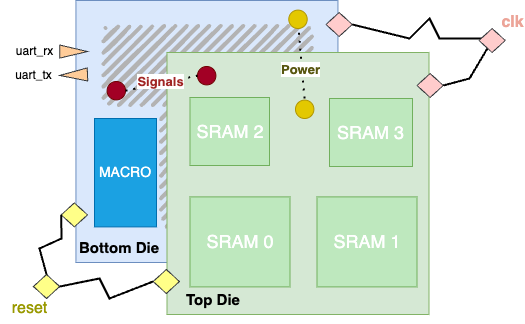 clk
uart_rx
uart_tx
Signals
Power
SRAM 2
SRAM 3
MACRO
SRAM 0
SRAM 1
Bottom Die
Top Die
reset